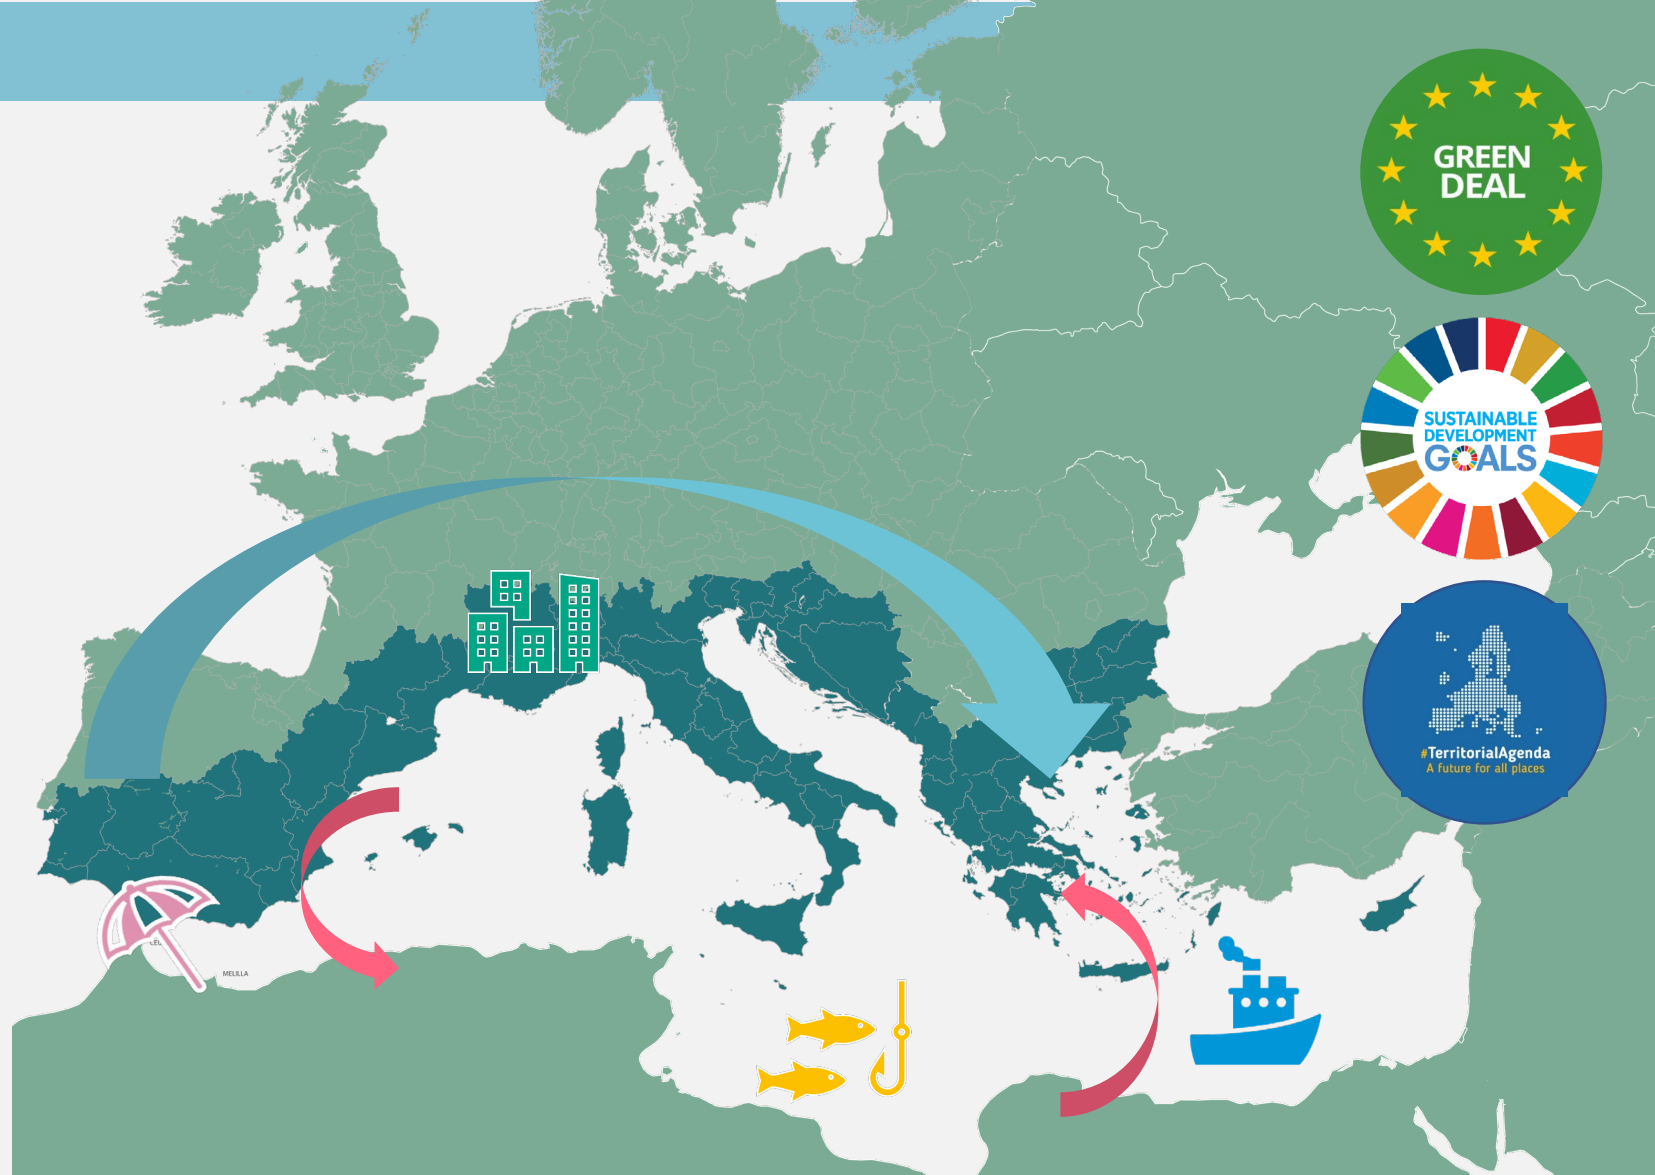 GREEN
DEAL
SUSTAINABLE
DEVELOPMENT
GOALS
#TerritorialAgenda
A future for all places
MELILLA